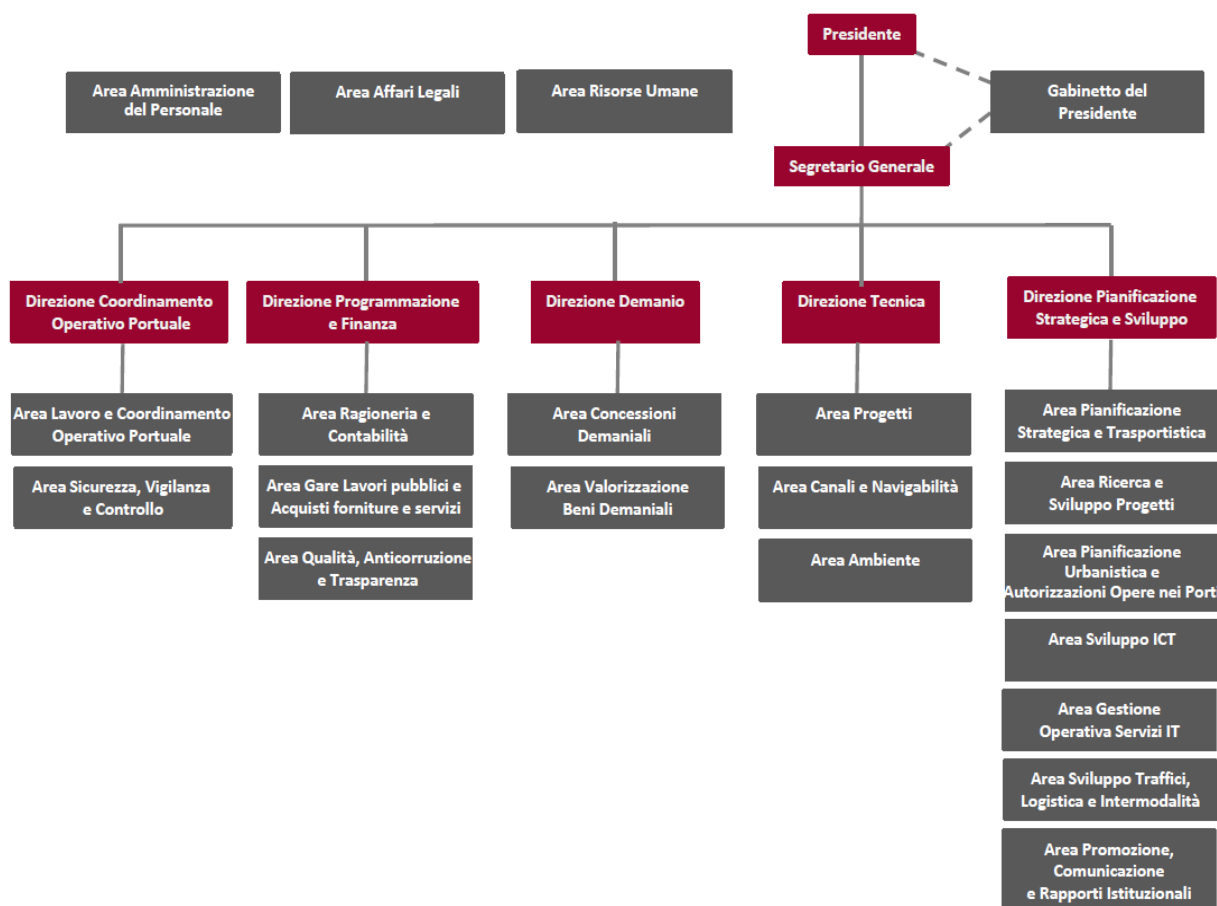 Presidente
Area Amministrazione
del Personale
Area Affari Legali
Area Risorse Umane
Gabinetto del
Presidente
Segretario Generale
Direzione Coordinamento
Operativo Portuale
Direzione Programmazione
e Finanza
Direzione Demanio
Direzione Tecnica
Direzione Pianificazione
Strategica e Sviluppo
Area Lavoro e Coordinamento
Operativo Portuale
Area Sicurezza, Vigilanza
e Controllo
Area Ragioneria e
Contabilità
Area Gare Lavori pubblici e
Acquisti forniture e servizi
Area Qualità, Anticorruzione
e Trasparenza
Area Concessioni
Demaniali
Area Valorizzazione
Beni Demaniali
Area Progetti
Area Canali e Navigabilità
Area Ambiente
Area Pianificazione
Strategica e Trasportistica
Area Ricerca e
Sviluppo Progetti
Area Pianificazione
Urbanistica e
Autorizzazioni Opere nei Port
Area Sviluppo ICT
Area Gestione
Operativa Servizi IT
Area Sviluppo Traffici,
Logistica e Intermodalità
Area Promozione,
Comunicazione
e Rapporti Istituzionali